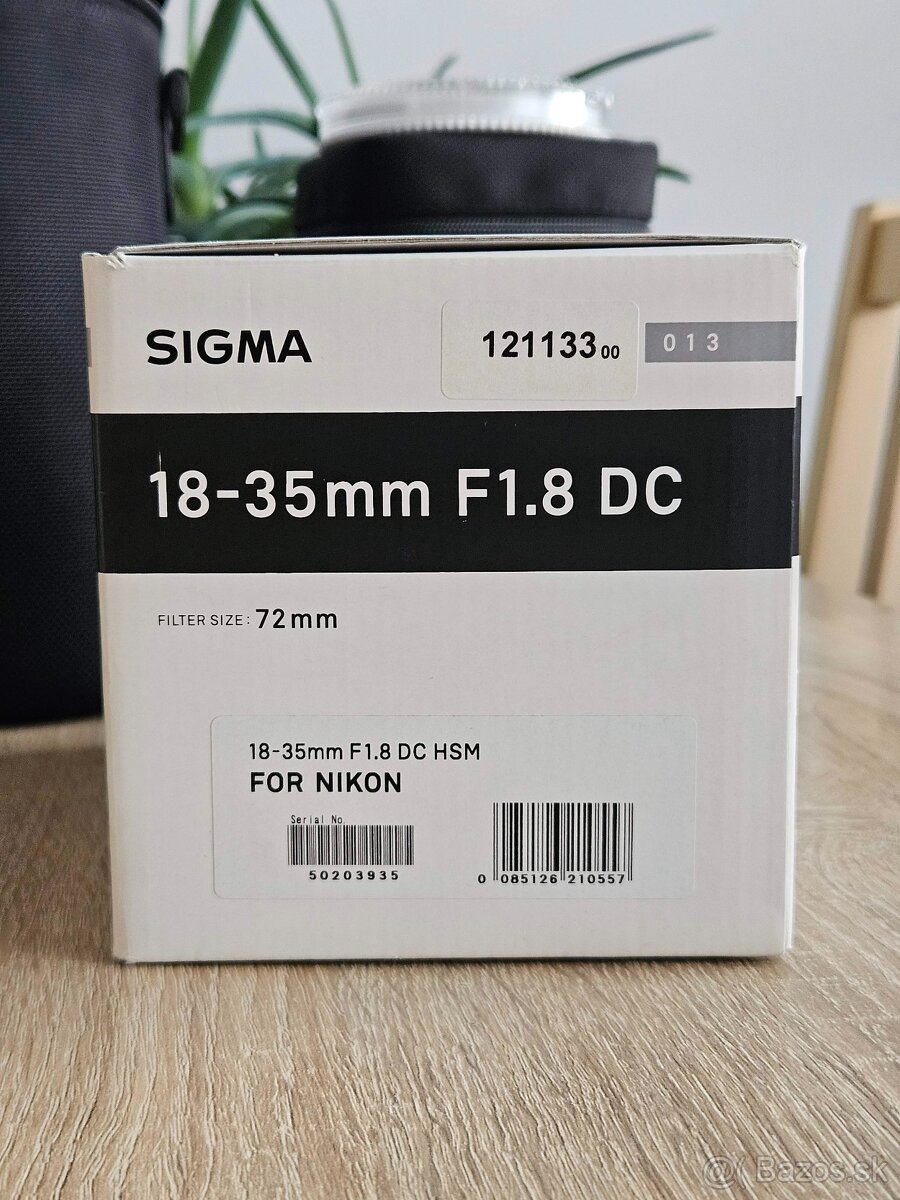 SIGMA
121133 00
013
18-35mm F1.8 DC
FILTER SIZE: 72mm
18-35mm F1.8 DC HSM
FOR NIKON
Serial No.
50203935
0 085126 210557
@( Bazos.sk